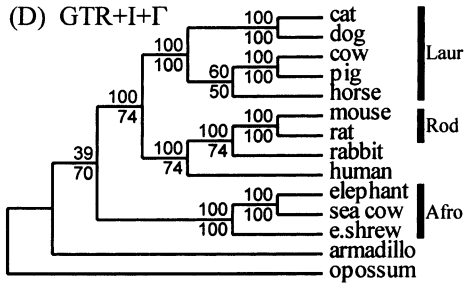 (D) GTR+I+Γ
100 cat
100 100 dog
100 100 cow Laur
60 100 pig
100 50 horse
74 100 mouse
100 100 rat Rod
100 74 rabbit
39 74 human
70 100 elephant
100 100 sea cow Afro
100 e.shrew
armadillo
opossum